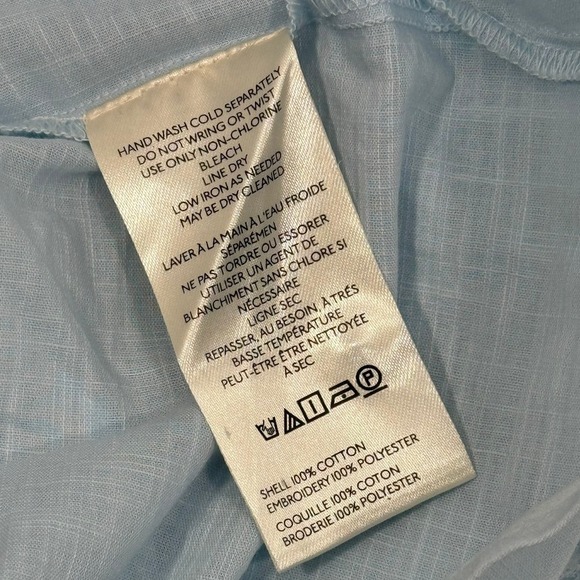 HAND WASH COLD SEPARATELY
DO NOT WRING OR TWIST
USE ONLY NON-CHLORINE
BLEACH
LINE DRY
LOW IRON AS NEEDED
MAY BE DRY CLEANED
LAVER À LA MAIN À L'EAU FROIDE
SÉPARÉMEN
NE PAS TORDRE OU ESSORER
UTILISER UN AGENT DE
BLANCHIMENT SANS CHLORE SI
NÉCESSAIRE
LIGNE SEC
REPASSER, AU BESOIN, À TRÉS
BASSE TEMPÉRATURE
PEUT-ÊTRE ÊTRE NETTOYÉE
À SEC
P
SHELL 100% COTTON
EMBROIDERY 100% POLYESTER
COQUILLE 100% COTON
BRODERIE 100% POLYESTER